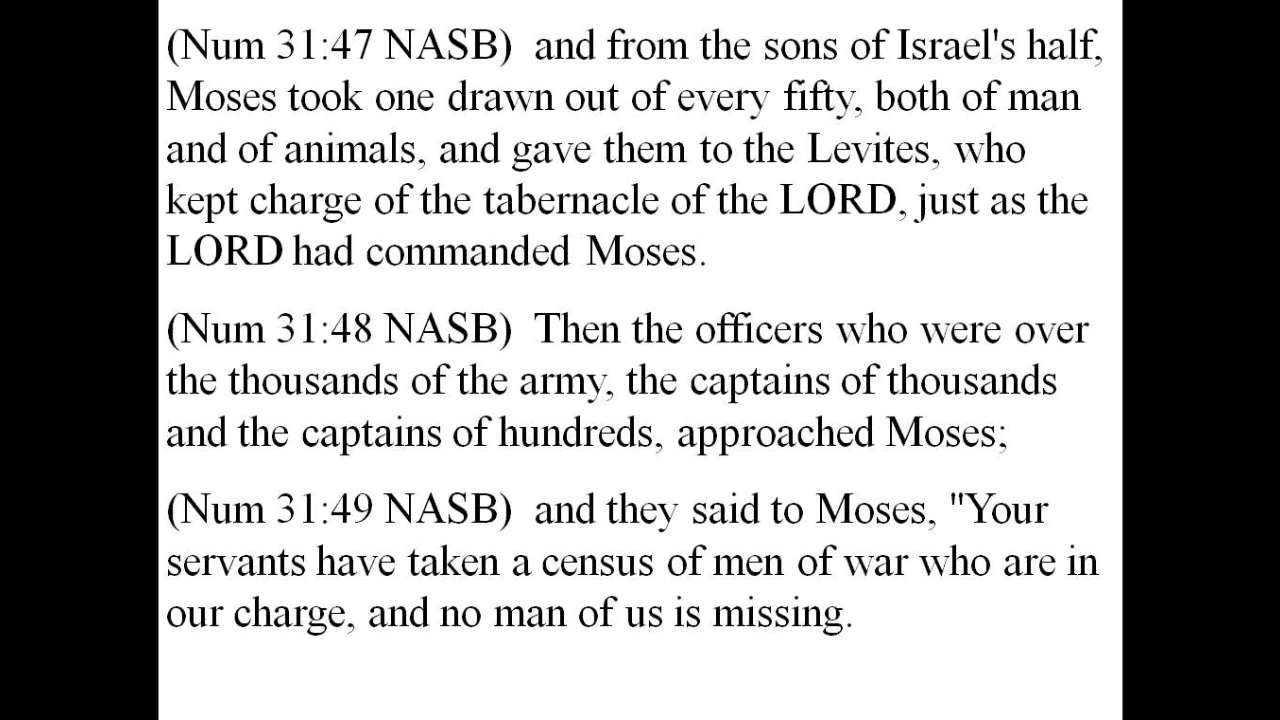 (Num 31:47 NASB)  and from the sons of Israel's half,
Moses took one drawn out of every fifty, both of man
and of animals, and gave them to the Levites, who
kept charge of the tabernacle of the LORD, just as the
LORD had commanded Moses.
(Num 31:48 NASB)  Then the officers who were over
the thousands of the army, the captains of thousands
and the captains of hundreds, approached Moses;
(Num 31:49 NASB)  and they said to Moses, "Your
servants have taken a census of men of war who are in
our charge, and no man of us is missing.